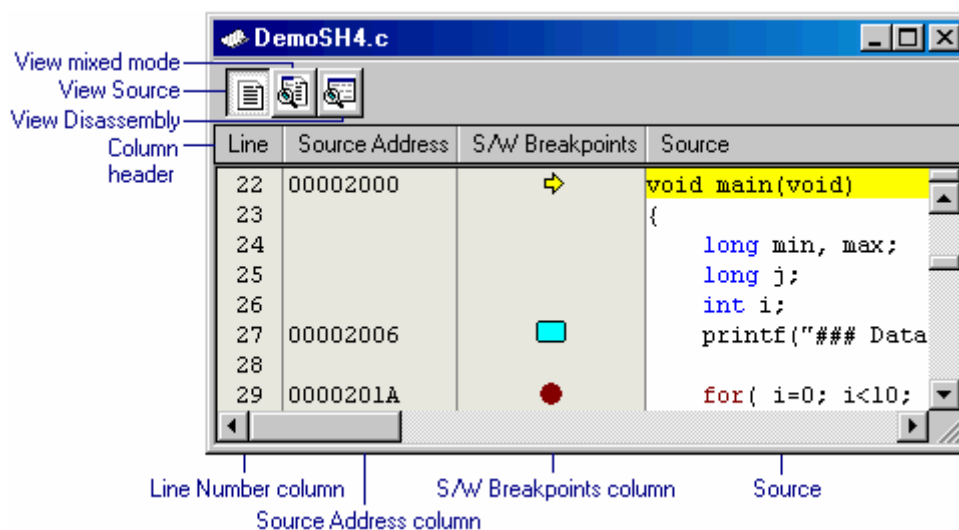 DemoSH4.c
View mixed mode
View Source
View Disassembly
Column header
Line Source Address S/W Breakpoints Source
22 00002000 void main(void)
23 {
24 long min, max;
25 long j;
26 int i;
27 00002006 printf("### Data
28
29 0000201A for( i=0; i<10;
Line Number column
S/W Breakpoints column
Source
Source Address column